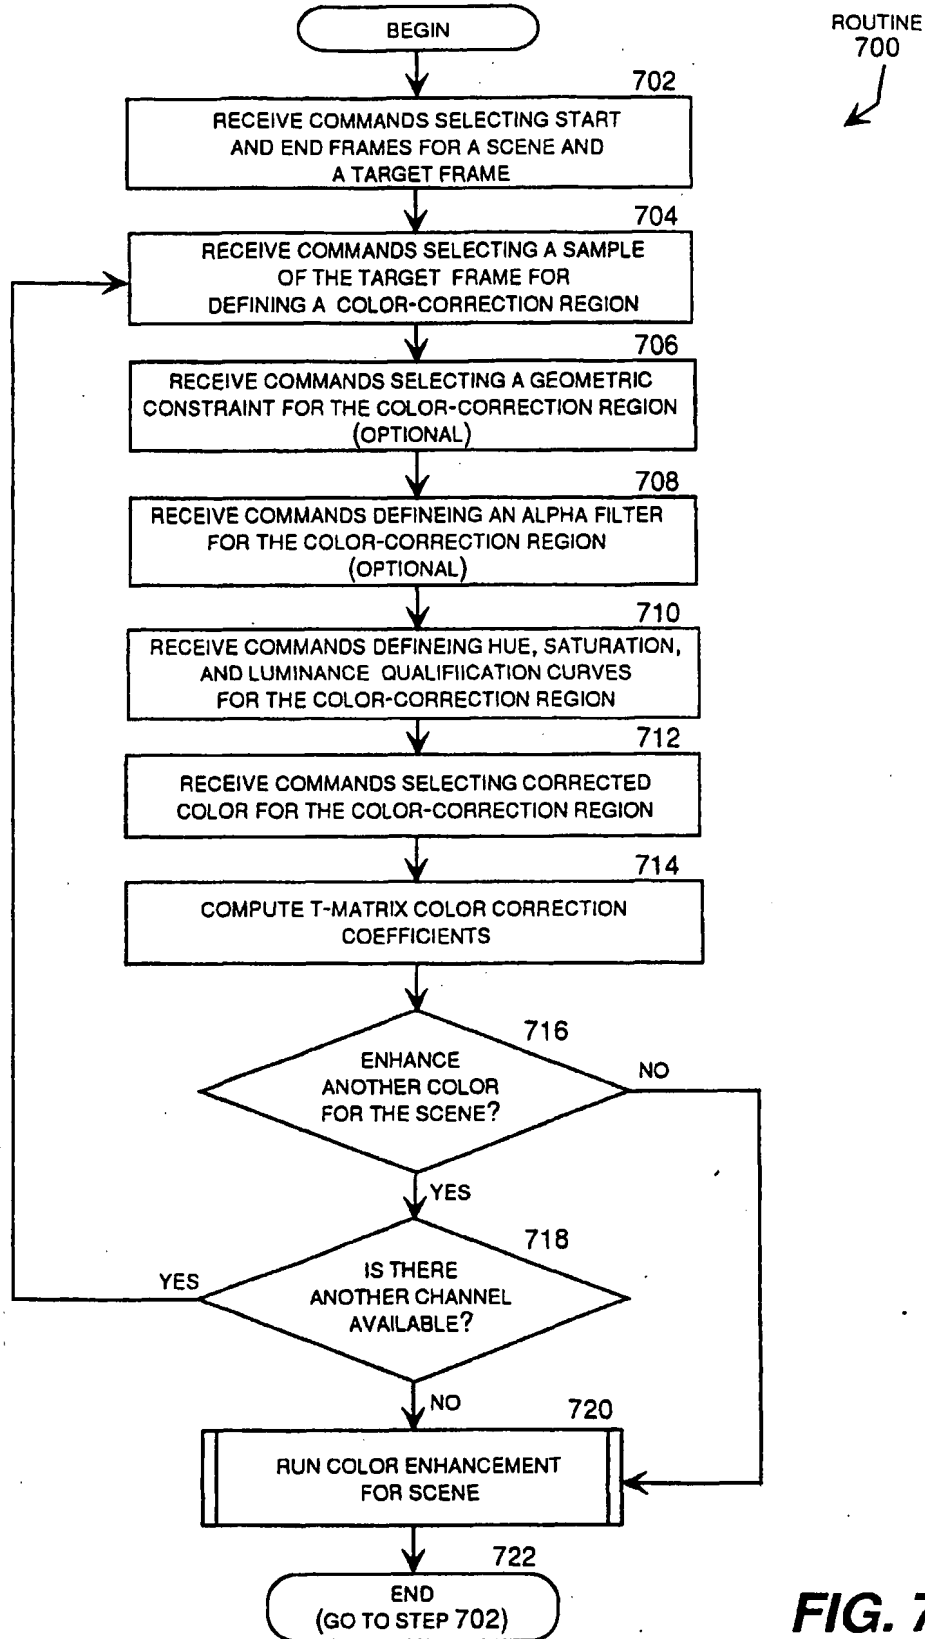 BEGIN
ROUTINE
700
702
RECEIVE COMMANDS SELECTING START
AND END FRAMES FOR A SCENE AND
A TARGET FRAME
704
RECEIVE COMMANDS SELECTING A SAMPLE
OF THE TARGET FRAME FOR
DEFINING A COLOR-CORRECTION REGION
706
RECEIVE COMMANDS SELECTING A GEOMETRIC
CONSTRAINT FOR THE COLOR-CORRECTION REGION
(OPTIONAL)
708
RECEIVE COMMANDS DEFINEING AN ALPHA FILTER
FOR THE COLOR-CORRECTION REGION
(OPTIONAL)
710
RECEIVE COMMANDS DEFINEING HUE, SATURATION,
AND LUMINANCE QUALIFIICATION CURVES
FOR THE COLOR-CORRECTION REGION
712
RECEIVE COMMANDS SELECTING CORRECTED
COLOR FOR THE COLOR-CORRECTION REGION
714
COMPUTE T-MATRIX COLOR CORRECTION
COEFFICIENTS
716
ENHANCE
ANOTHER COLOR
FOR THE SCENE?
NO
YES
718
IS THERE
ANOTHER CHANNEL
AVAILABLE?
YES
NO
720
RUN COLOR ENHANCEMENT
FOR SCENE
722
END
(GO TO STEP 702)
FIG. 7